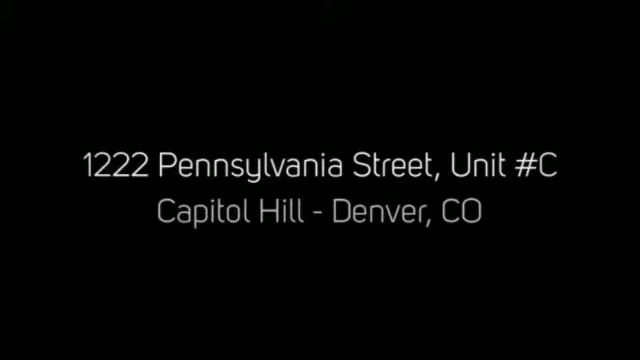 1222 Pennsylvania Street, Unit #C
Capitol Hill - Denver, CO